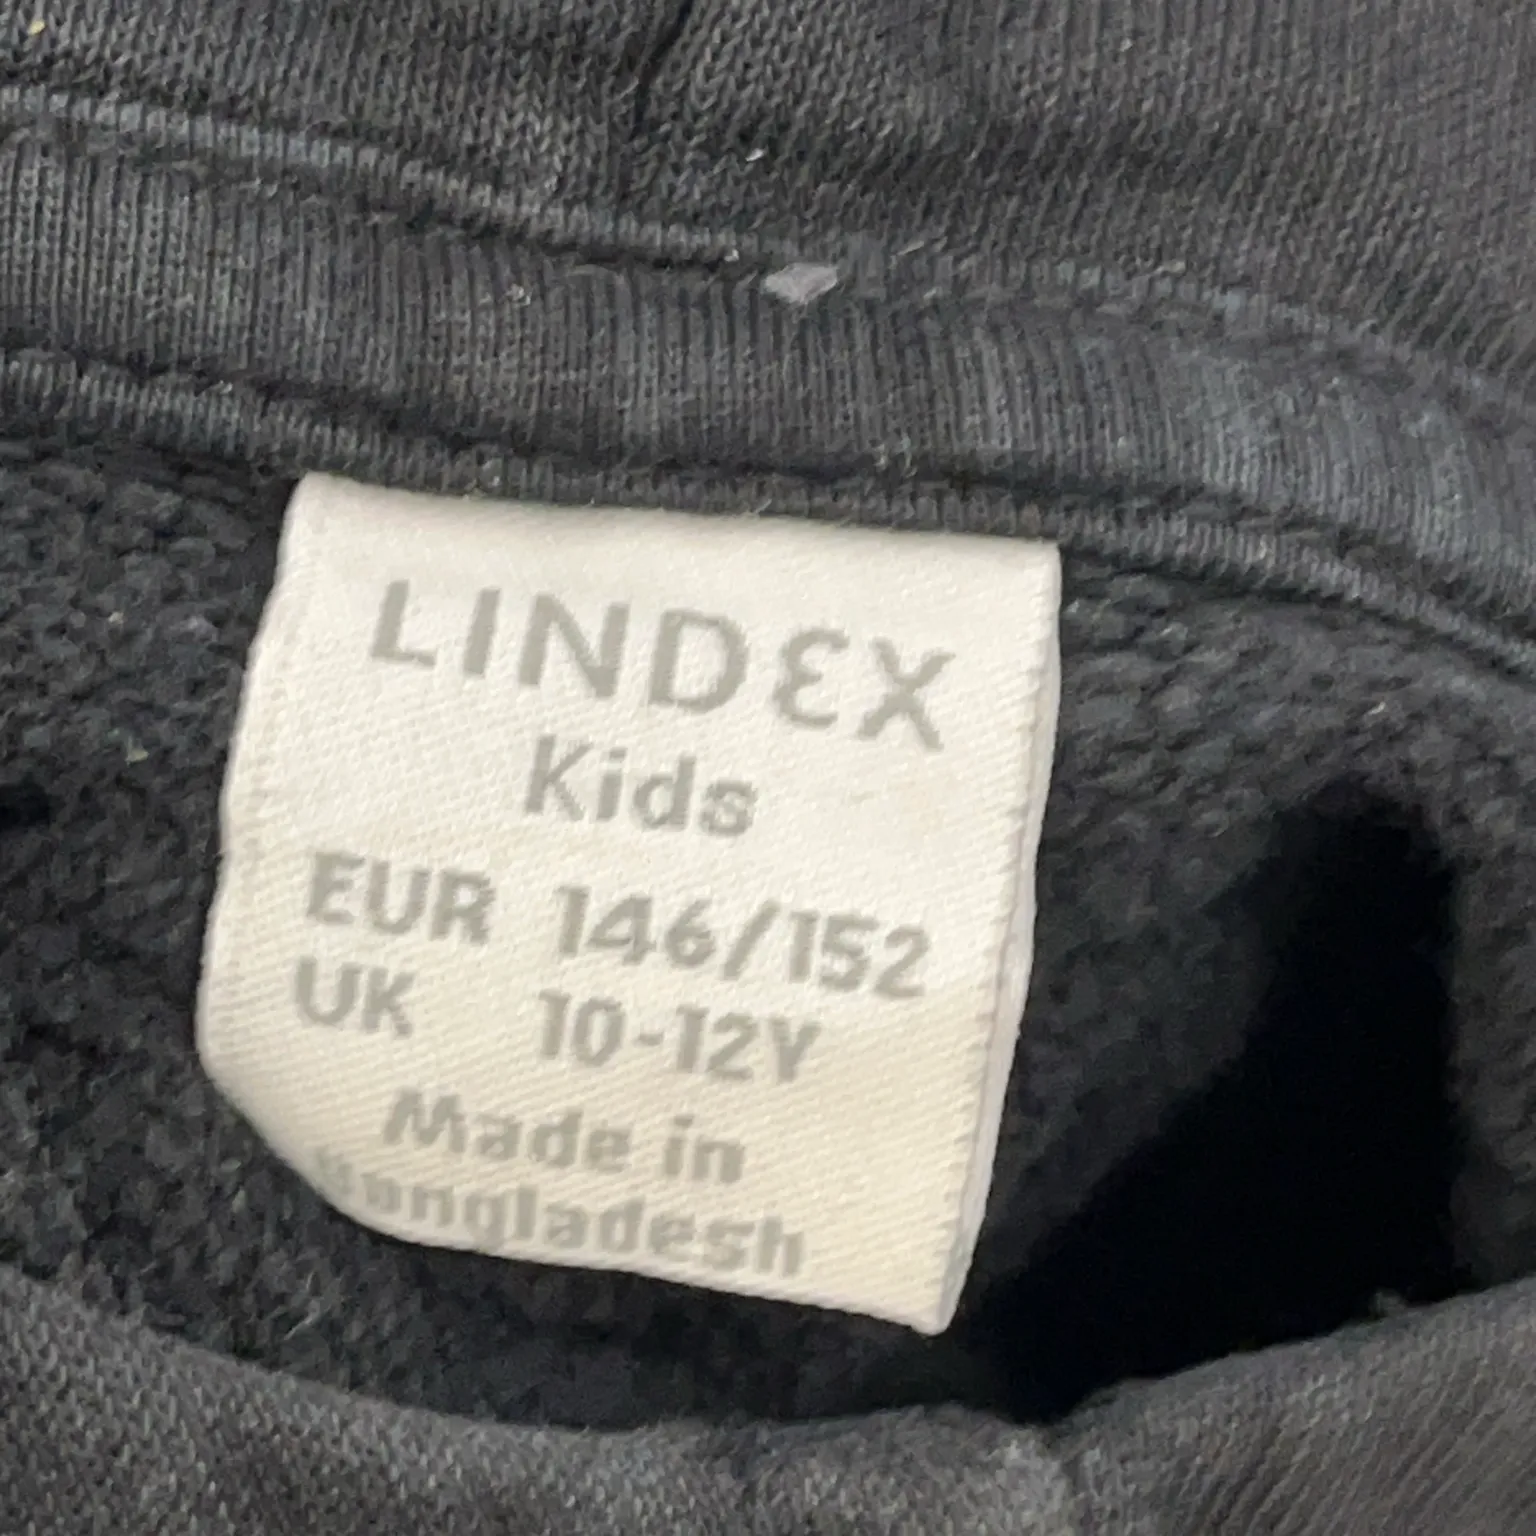 LINDEX
Kids
EUR 146/152
UK 10-12Y
Made in
Bangladesh